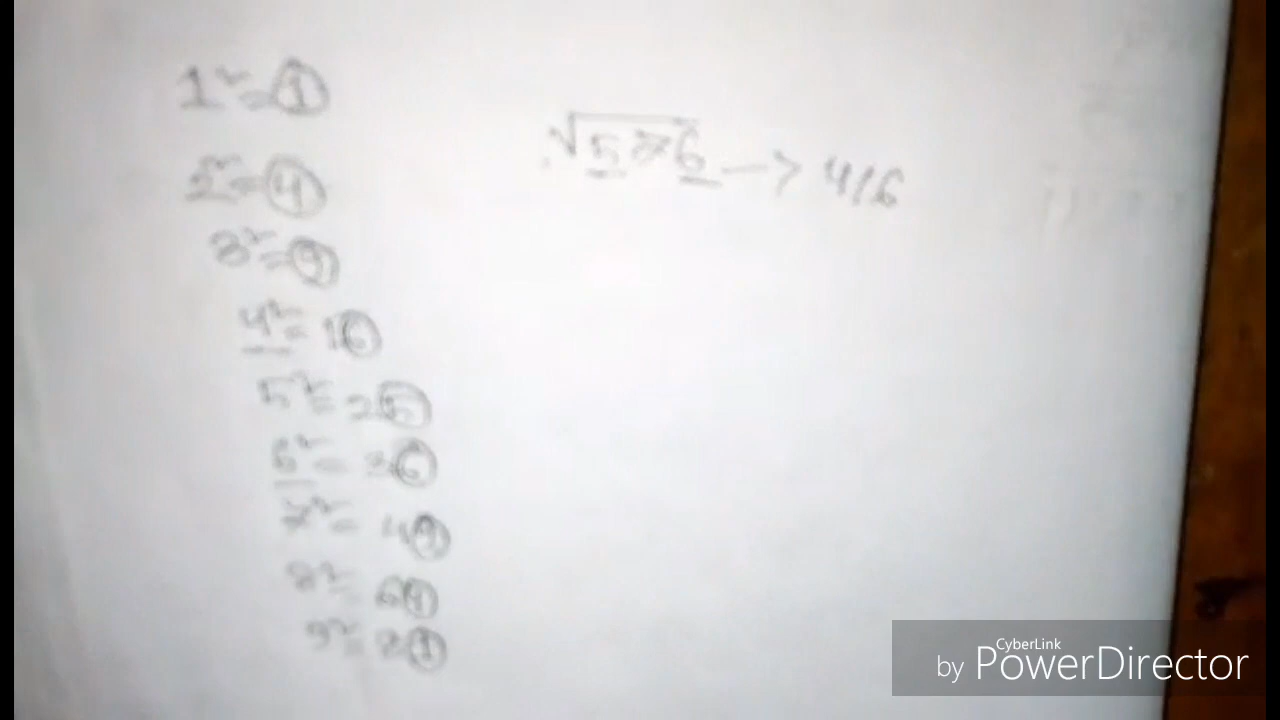 1² = 1
2² = 4
3² = 9
4² = 16
5² = 25
6² = 36
7² = 49
8² = 64
9² = 81
√576 -> 4/6
CyberLink
by PowerDirector